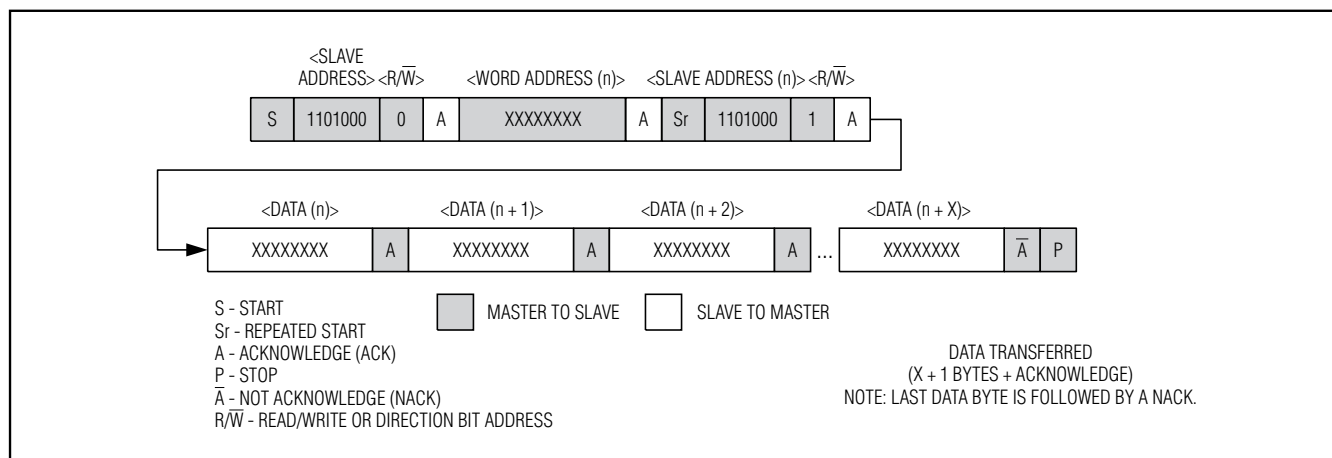 <SLAVE
ADDRESS> <R/W̅> <WORD ADDRESS (n)> <SLAVE ADDRESS (n)> <R/W̅>
S 1101000 0 A XXXXXXXX A Sr 1101000 1 A
<DATA (n)> <DATA (n + 1)> <DATA (n + 2)> <DATA (n + X)>
XXXXXXXX A XXXXXXXX A XXXXXXXX A ... XXXXXXXX A̅ P
S - START
Sr - REPEATED START
A - ACKNOWLEDGE (ACK)
P - STOP
A̅ - NOT ACKNOWLEDGE (NACK)
R/W̅ - READ/WRITE OR DIRECTION BIT ADDRESS
MASTER TO SLAVE SLAVE TO MASTER
DATA TRANSFERRED
(X + 1 BYTES + ACKNOWLEDGE)
NOTE: LAST DATA BYTE IS FOLLOWED BY A NACK.